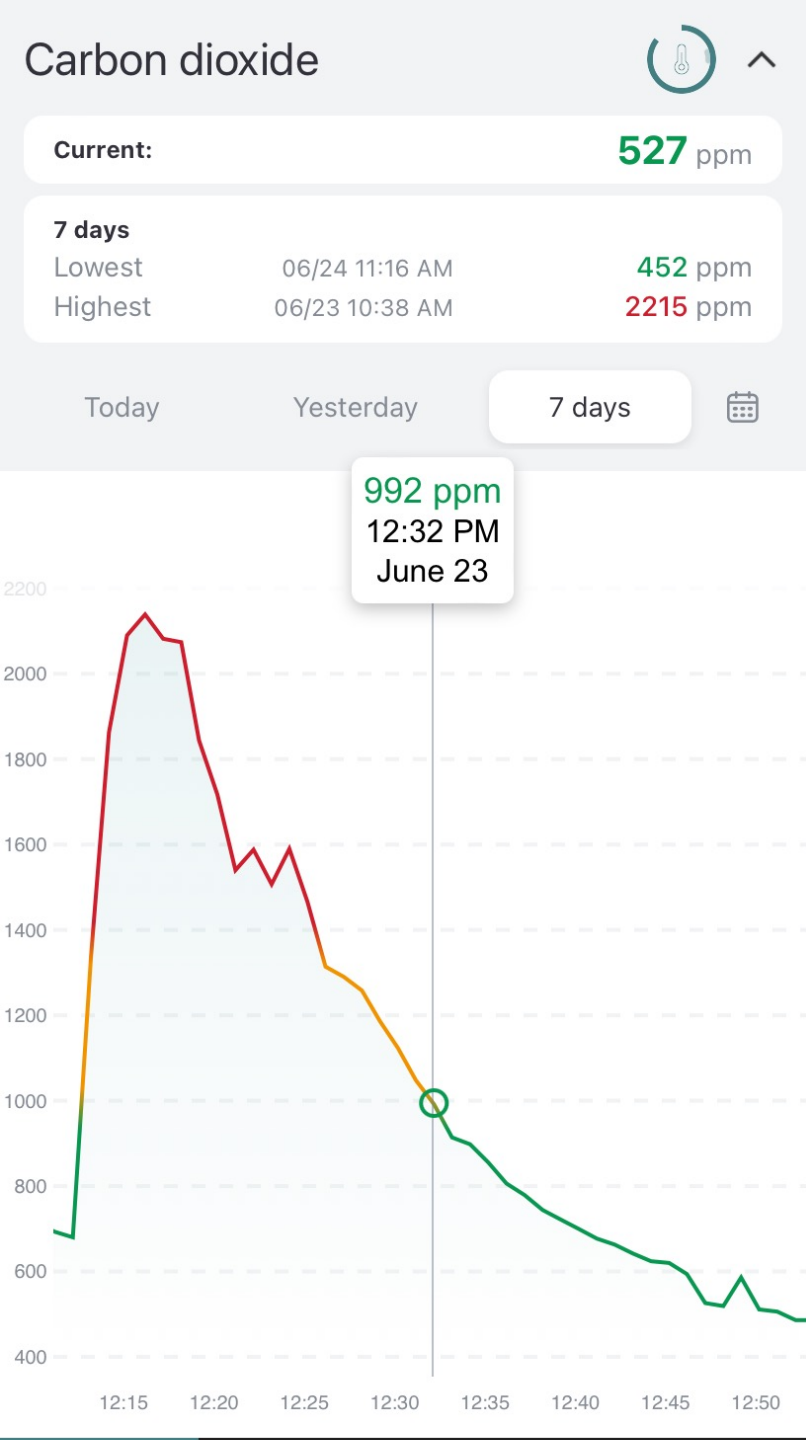 Carbon dioxide
Current: 527 ppm
7 days
Lowest 06/24 11:16 AM 452 ppm
Highest 06/23 10:38 AM 2215 ppm
Today Yesterday 7 days
992 ppm
12:32 PM
June 23
2200
2000
1800
1600
1400
1200
1000
800
600
400
12:15 12:20 12:25 12:30 12:35 12:40 12:45 12:50